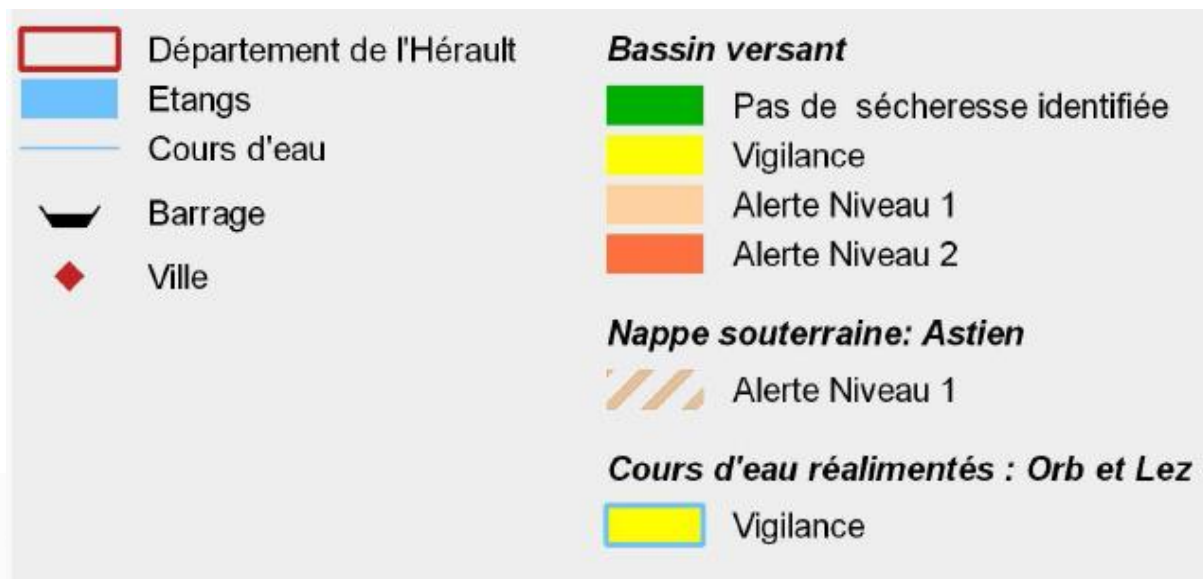 Département de l'Hérault
Etangs
Cours d'eau
Barrage
Ville
Bassin versant
Pas de sécheresse identifiée
Vigilance
Alerte Niveau 1
Alerte Niveau 2
Nappe souterraine: Astien
Alerte Niveau 1
Cours d'eau réalimentés : Orb et Lez
Vigilance